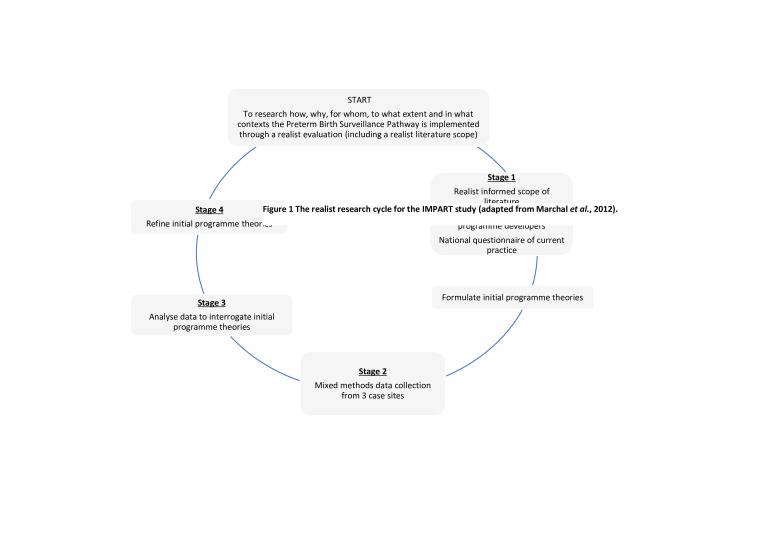 START
To research how, why, for whom, to what extent and in what
contexts the Preterm Birth Surveillance Pathway is implemented
through a realist evaluation (including a realist literature scope)
Stage 1
Realist informed scope of
literature
Figure 1 The realist research cycle for the IMPART study (adapted from Marchal et al., 2012).
programme developers
National questionnaire of current
practice
Formulate initial programme theories
Stage 2
Mixed methods data collection
from 3 case sites
Stage 3
Analyse data to interrogate initial
programme theories
Stage 4
Refine initial programme theories